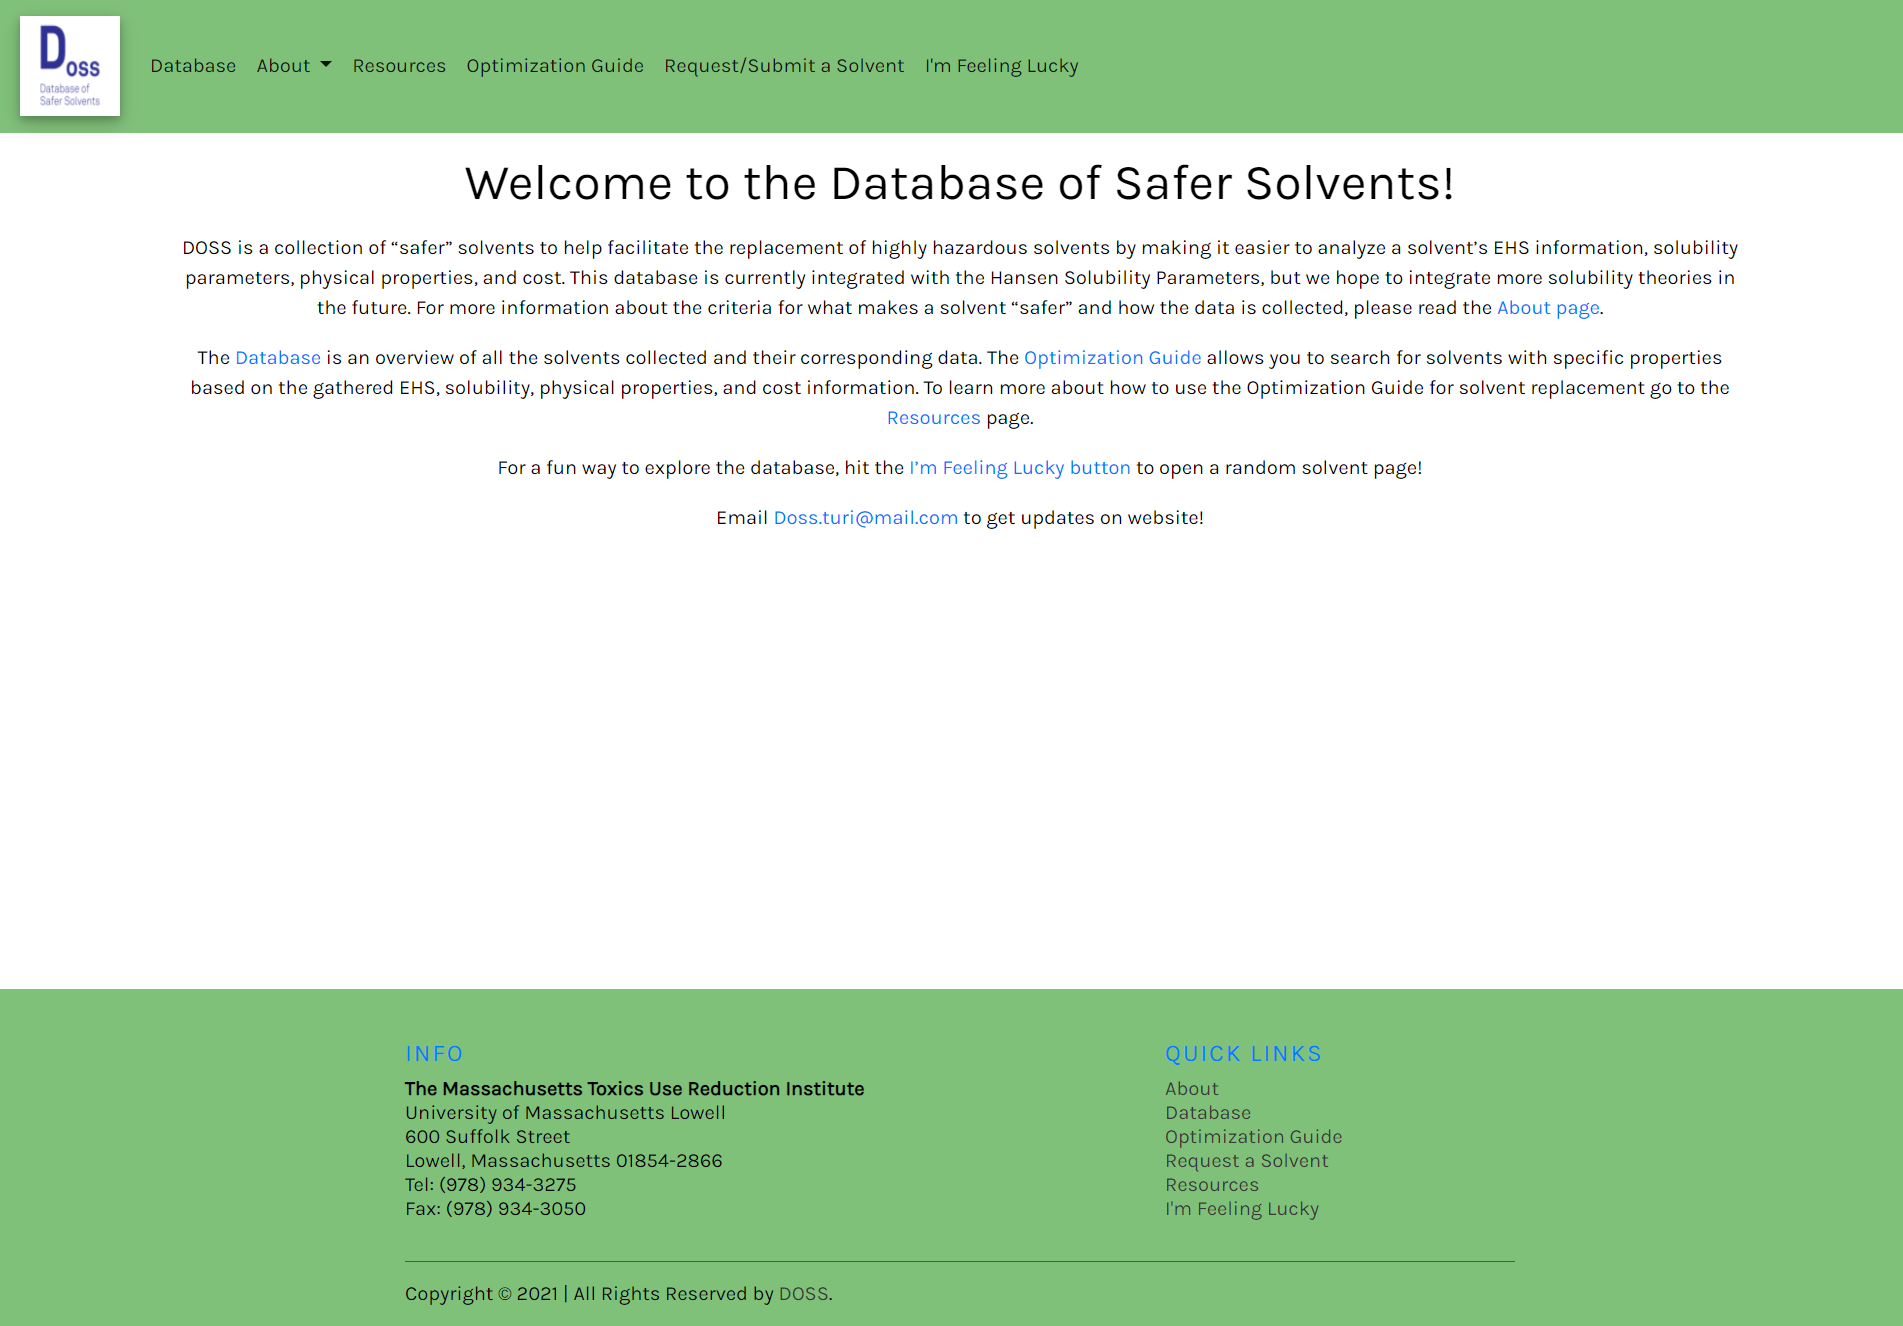 Doss
Database of
Safer Solvents
Database About Resources Optimization Guide Request/Submit a Solvent I'm Feeling Lucky
Welcome to the Database of Safer Solvents!
DOSS is a collection of “safer” solvents to help facilitate the replacement of highly hazardous solvents by making it easier to analyze a solvent’s EHS information, solubility
parameters, physical properties, and cost. This database is currently integrated with the Hansen Solubility Parameters, but we hope to integrate more solubility theories in
the future. For more information about the criteria for what makes a solvent “safer” and how the data is collected, please read the About page.
The Database is an overview of all the solvents collected and their corresponding data. The Optimization Guide allows you to search for solvents with specific properties
based on the gathered EHS, solubility, physical properties, and cost information. To learn more about how to use the Optimization Guide for solvent replacement go to the
Resources page.
For a fun way to explore the database, hit the I’m Feeling Lucky button to open a random solvent page!
Email Doss.turi@mail.com to get updates on website!
INFO
The Massachusetts Toxics Use Reduction Institute
University of Massachusetts Lowell
600 Suffolk Street
Lowell, Massachusetts 01854-2866
Tel: (978) 934-3275
Fax: (978) 934-3050
QUICK LINKS
About
Database
Optimization Guide
Request a Solvent
Resources
I'm Feeling Lucky
Copyright © 2021 | All Rights Reserved by DOSS.